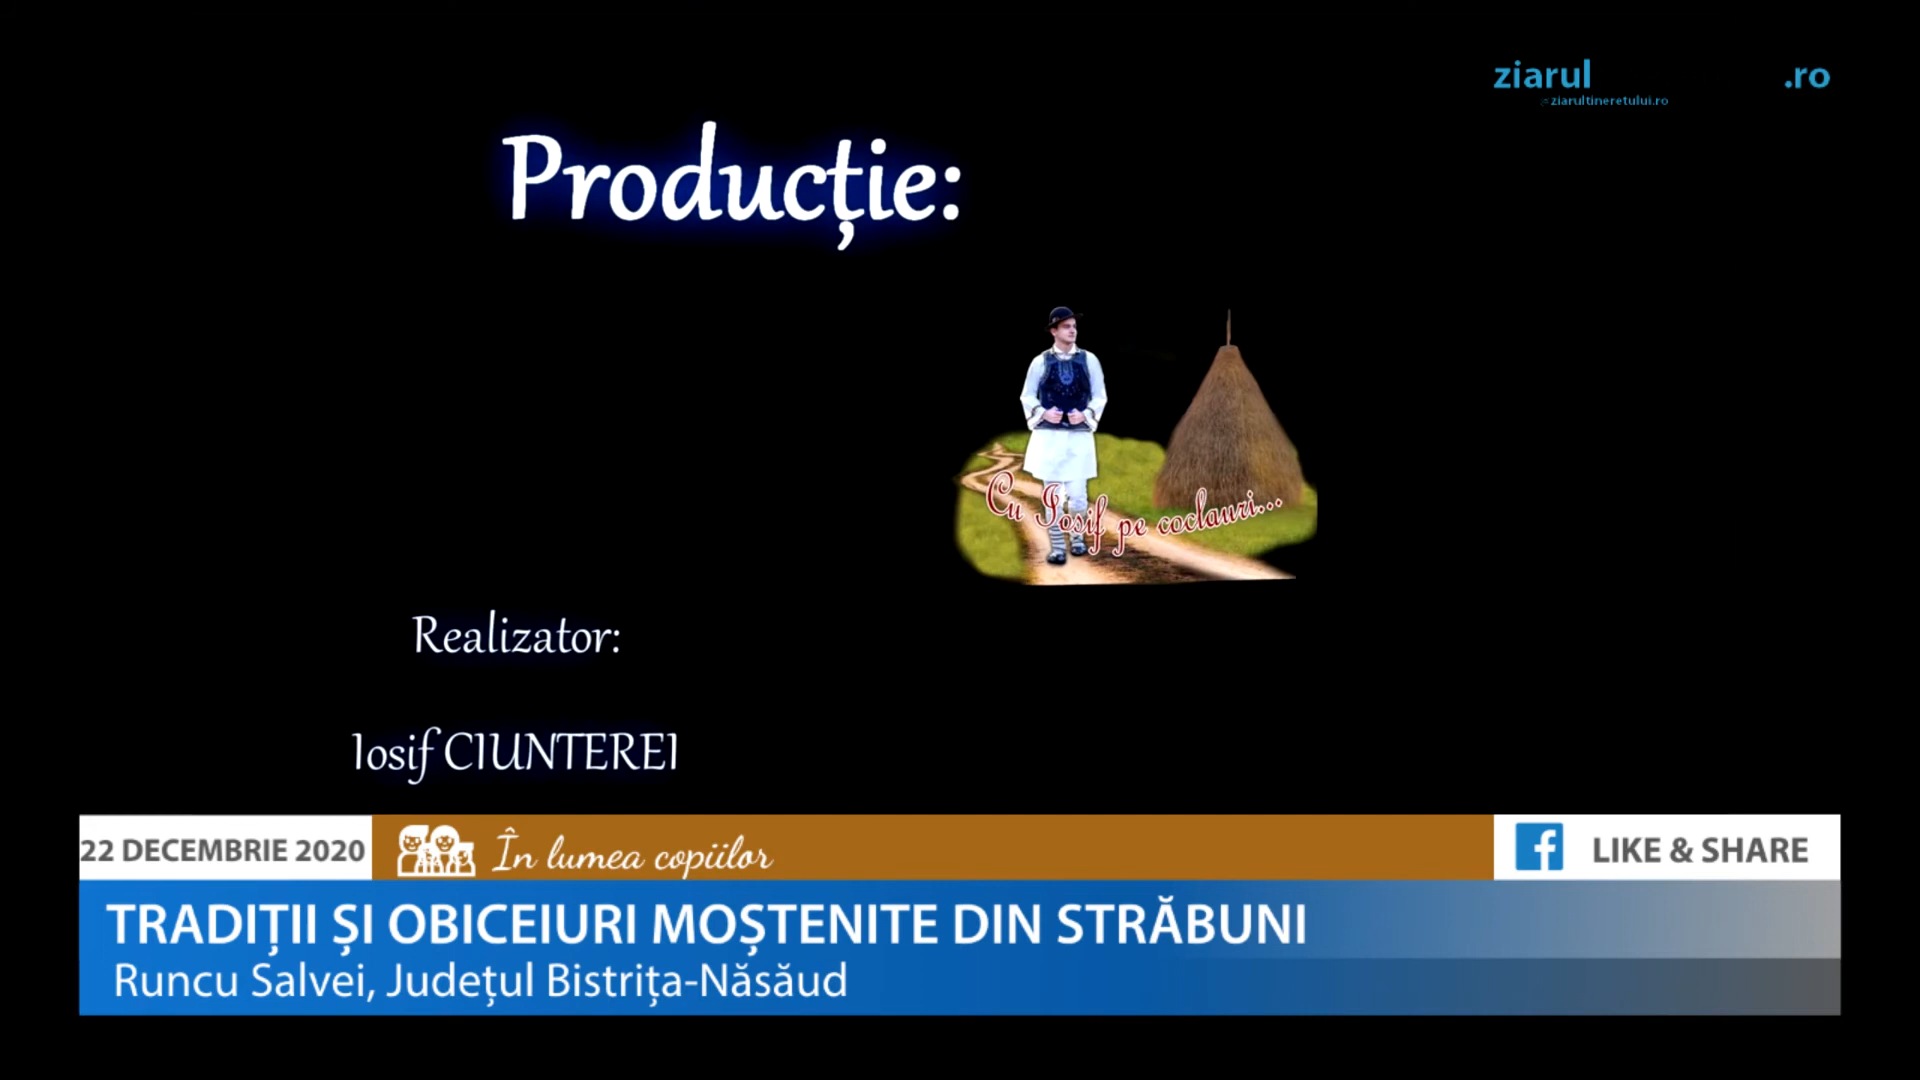 ziarul .ro
ziarultineretului.ro
Producție:
Cu Iosif pe coclauri...
Realizator:
Iosif CIUNTEREI
22 DECEMBRIE 2020
În lumea copiilor
LIKE & SHARE
TRADIȚII ȘI OBICEIURI MOȘTENITE DIN STRĂBUNI
Runcu Salvei, Județul Bistrița-Năsăud